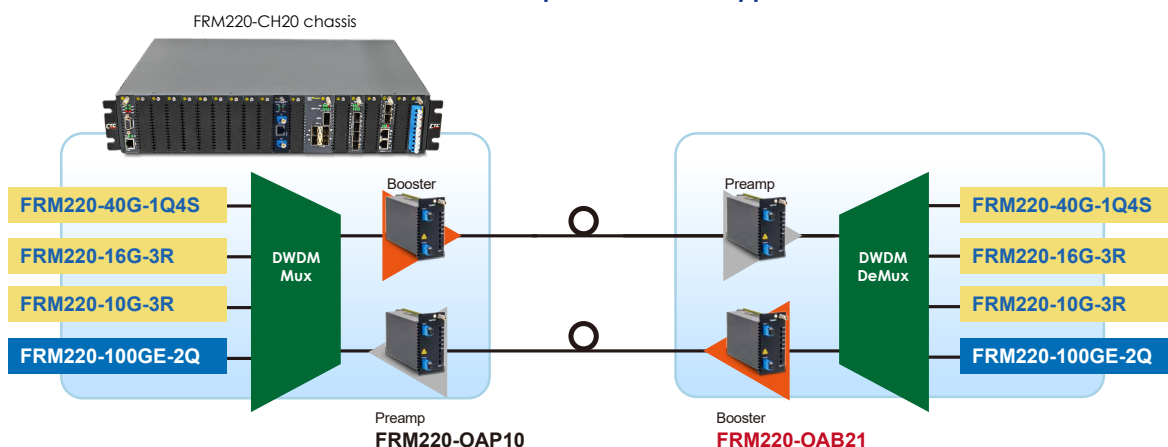 FRM220-CH20 chassis
Booster
Preamp
FRM220-40G-1Q4S
FRM220-16G-3R
FRM220-10G-3R
FRM220-100GE-2Q
DWDM
Mux
DWDM
DeMux
FRM220-40G-1Q4S
FRM220-16G-3R
FRM220-10G-3R
FRM220-100GE-2Q
Preamp
FRM220-OAP10
Booster
FRM220-OAB21